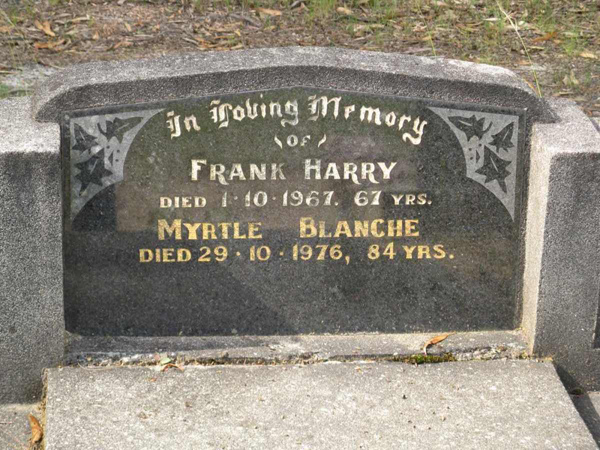 In Loving Memory
of
FRANK HARRY
DIED 1·10·1967. 67 YRS.
MYRTLE BLANCHE
DIED 29·10·1976, 84 YRS.